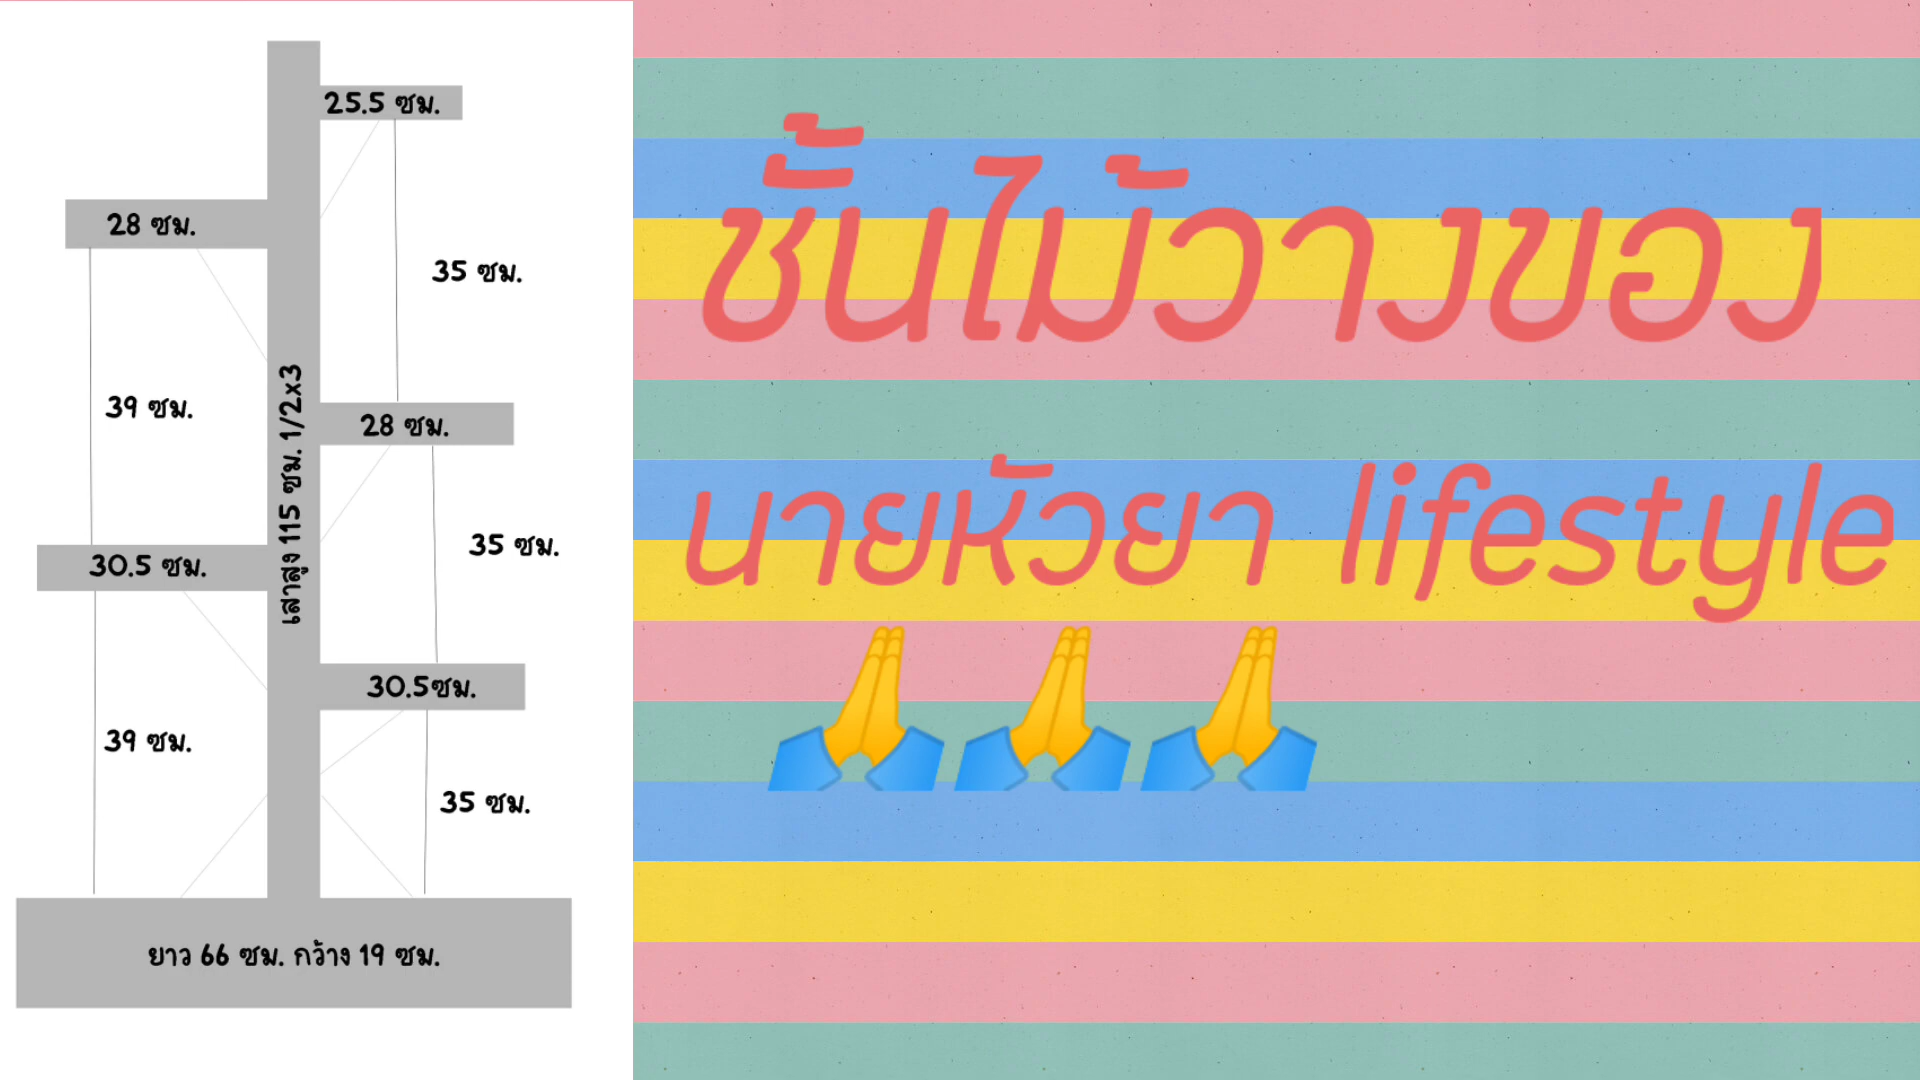 25.5 ซม.
28 ซม.
35 ซม.
39 ซม.
28 ซม.
เสาสูง 115 ซม. 1/2x3
35 ซม.
30.5 ซม.
30.5ซม.
39 ซม.
35 ซม.
ยาว 66 ซม. กว้าง 19 ซม.
ชั้นไม้วางของ
นายหัวยา lifestyle
🙏🙏🙏